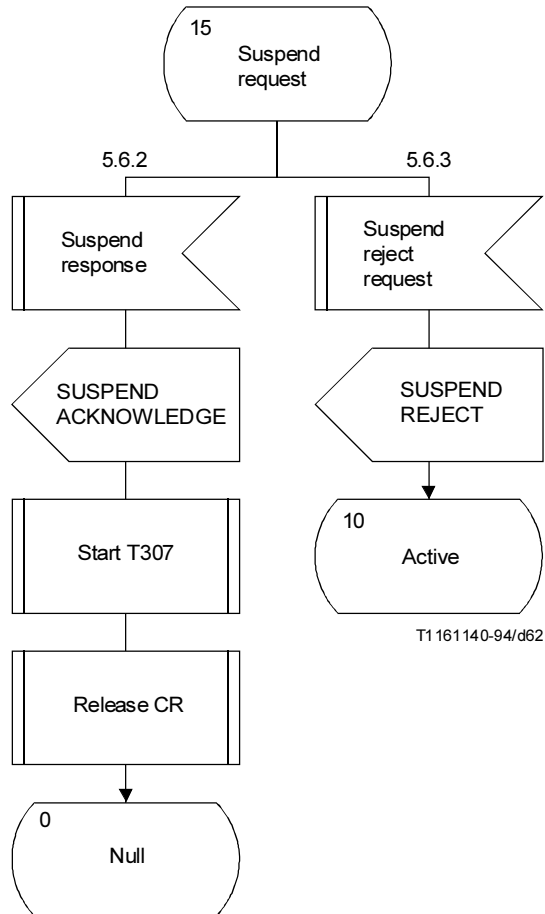 15
Suspend
request
5.6.2
5.6.3
Suspend
response
Suspend
reject
request
SUSPEND
ACKNOWLEDGE
SUSPEND
REJECT
Start T307
10
Active
T1161140-94/d62
Release CR
0
Null